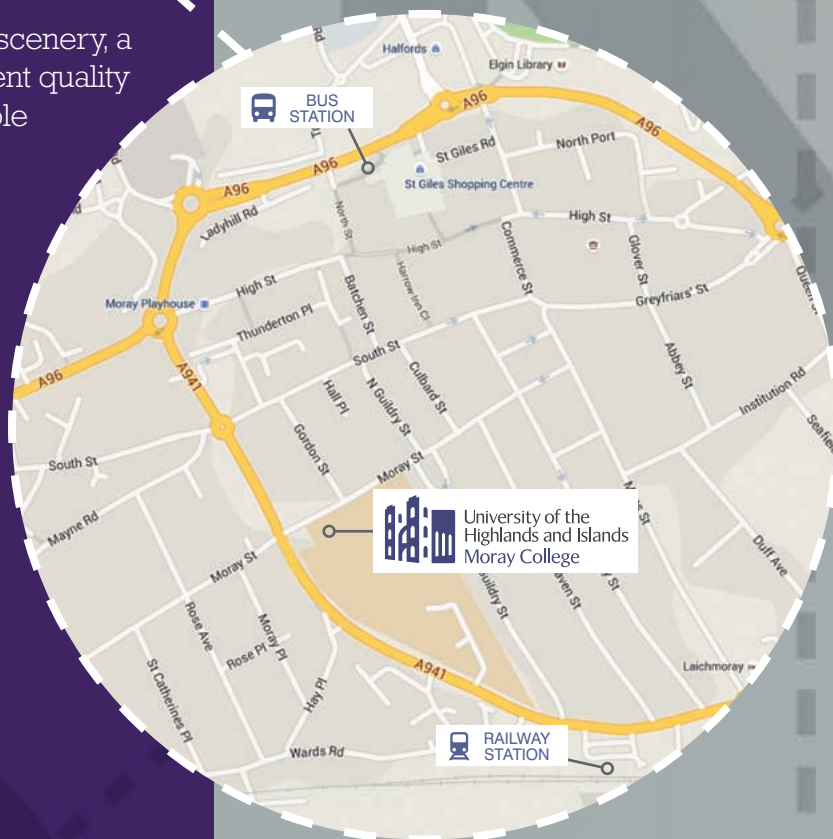 scenery, a
ent quality
ble
Rd
Halfords
Elgin Library
BUS
STATION
A96
A96
A96
A96
St Giles Rd
North Port
St Giles Shopping Centre
Ladyhill Rd
North St
High St
High St
High St
Commerce St
Glover St
Harrow Inn Cl
Batchen St
Greyfriars' St
Moray Playhouse
Thunderton Pl
South St
Culbard St
Abbey St
A96
A941
Hall Pl
N Guildry St
Institution Rd
Gordon St
Moray St
South St
Mayne Rd
University of the
Highlands and Islands
Moray College
Moray St
Duff Ave
Guildry St
Rose Ave
Moray Pl
Rose Pl
St Catherines Pl
Hay Pl
A941
Laichmoray
RAILWAY
STATION
Wards Rd